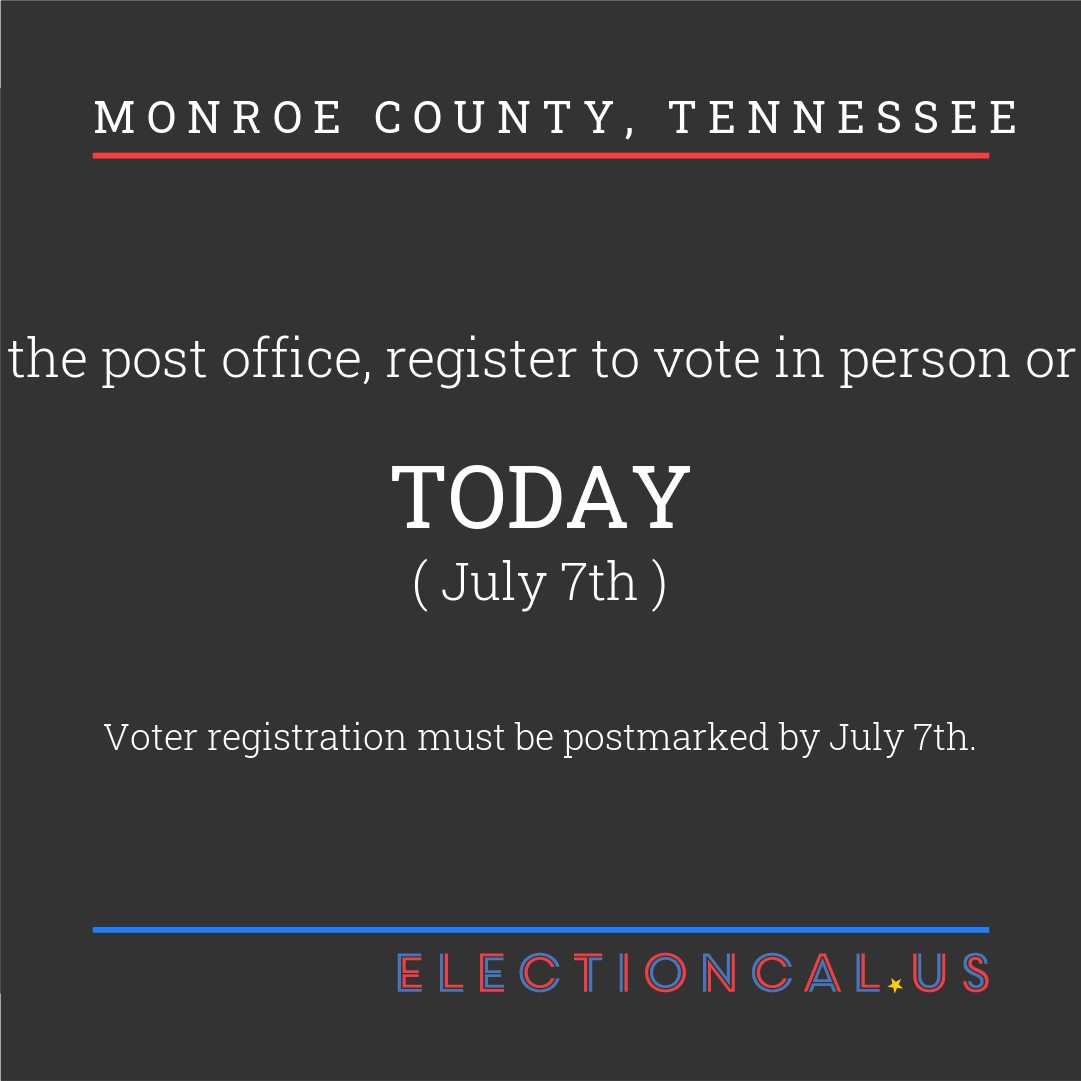 MONROE COUNTY, TENNESSEE
the post office, register to vote in person or
TODAY
( July 7th )
Voter registration must be postmarked by July 7th.
ELECTIONCAL.US